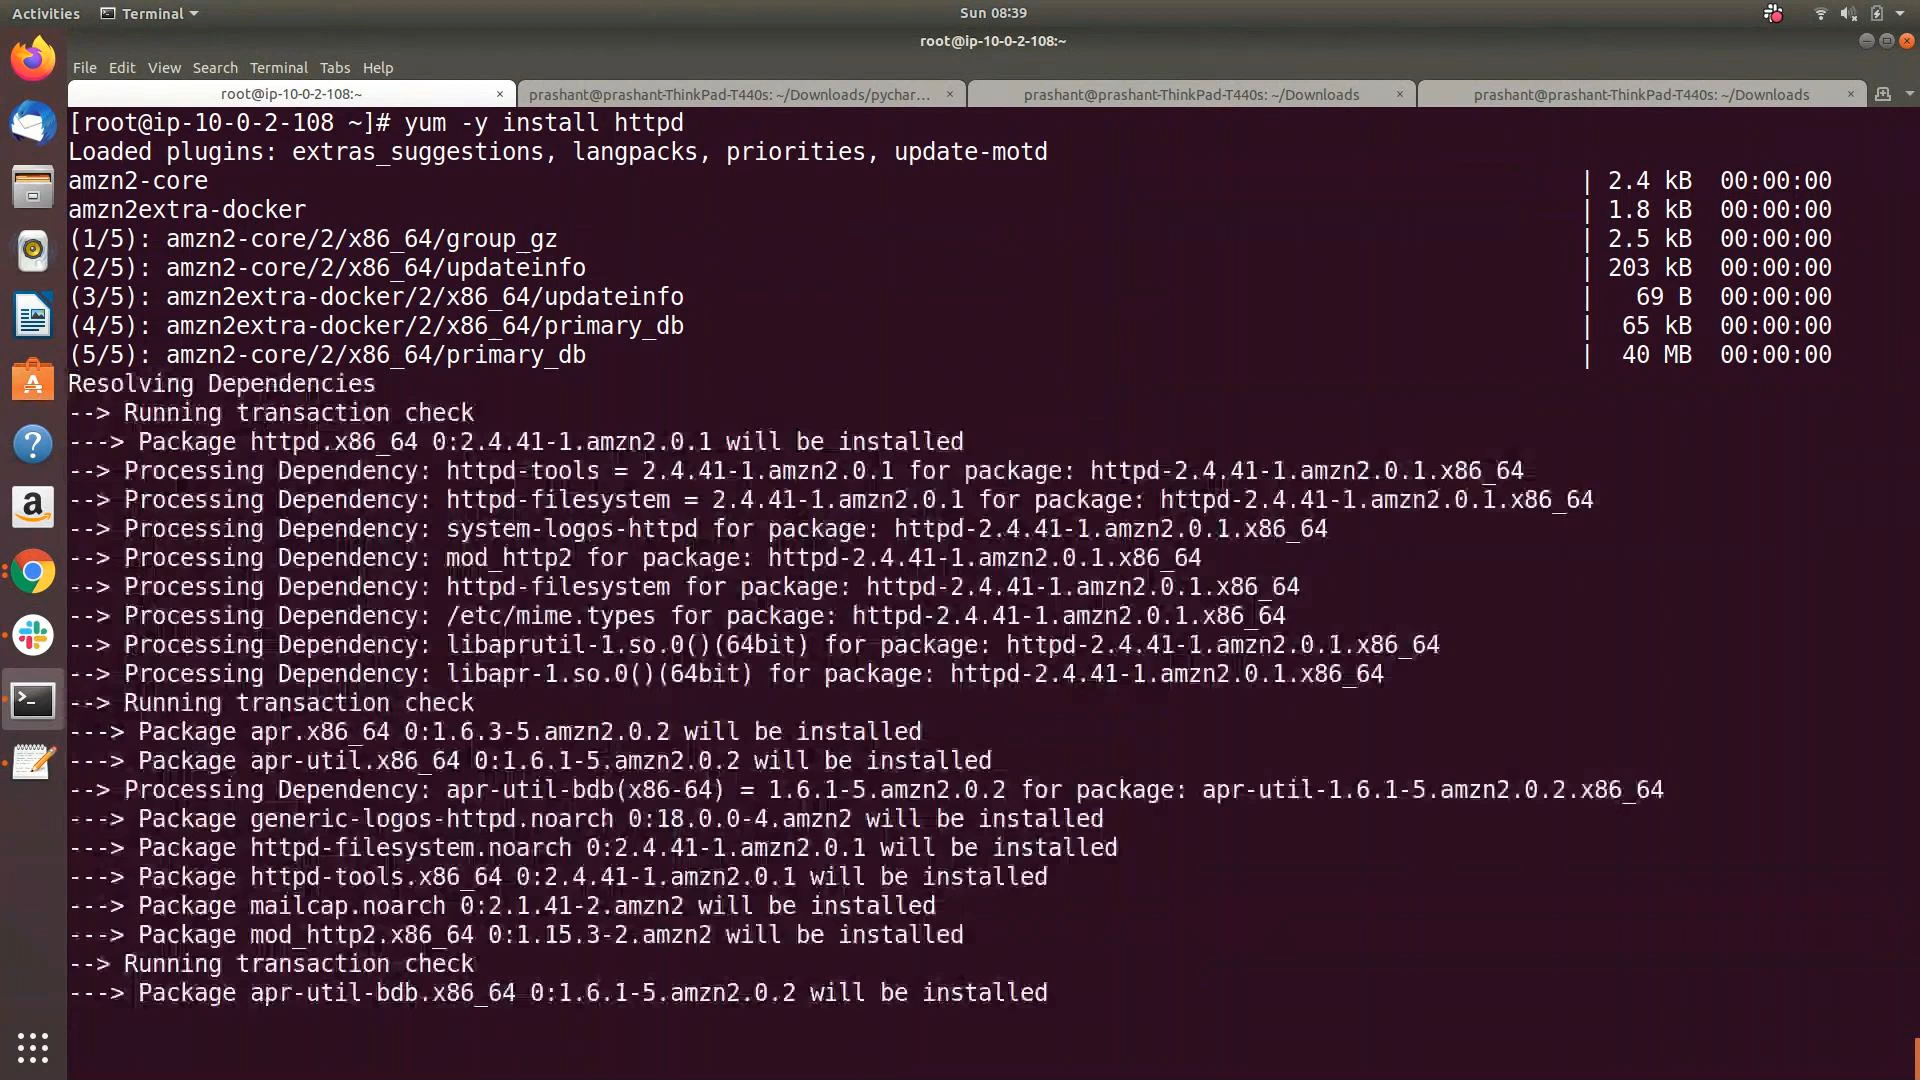 Activities Terminal Sun 08:39
root@ip-10-0-2-108:~
File Edit View Search Terminal Tabs Help
root@ip-10-0-2-108:~ × prashant@prashant-ThinkPad-T440s: ~/Downloads/pychar... × prashant@prashant-ThinkPad-T440s: ~/Downloads × prashant@prashant-ThinkPad-T440s: ~/Downloads ×
[root@ip-10-0-2-108 ~]# yum -y install httpd
Loaded plugins: extras_suggestions, langpacks, priorities, update-motd
amzn2-core | 2.4 kB 00:00:00
amzn2extra-docker | 1.8 kB 00:00:00
(1/5): amzn2-core/2/x86_64/group_gz | 2.5 kB 00:00:00
(2/5): amzn2-core/2/x86_64/updateinfo | 203 kB 00:00:00
(3/5): amzn2extra-docker/2/x86_64/updateinfo | 69 B 00:00:00
(4/5): amzn2extra-docker/2/x86_64/primary_db | 65 kB 00:00:00
(5/5): amzn2-core/2/x86_64/primary_db | 40 MB 00:00:00
Resolving Dependencies
--> Running transaction check
---> Package httpd.x86_64 0:2.4.41-1.amzn2.0.1 will be installed
--> Processing Dependency: httpd-tools = 2.4.41-1.amzn2.0.1 for package: httpd-2.4.41-1.amzn2.0.1.x86_64
--> Processing Dependency: httpd-filesystem = 2.4.41-1.amzn2.0.1 for package: httpd-2.4.41-1.amzn2.0.1.x86_64
--> Processing Dependency: system-logos-httpd for package: httpd-2.4.41-1.amzn2.0.1.x86_64
--> Processing Dependency: mod_http2 for package: httpd-2.4.41-1.amzn2.0.1.x86_64
--> Processing Dependency: httpd-filesystem for package: httpd-2.4.41-1.amzn2.0.1.x86_64
--> Processing Dependency: /etc/mime.types for package: httpd-2.4.41-1.amzn2.0.1.x86_64
--> Processing Dependency: libaprutil-1.so.0()(64bit) for package: httpd-2.4.41-1.amzn2.0.1.x86_64
--> Processing Dependency: libapr-1.so.0()(64bit) for package: httpd-2.4.41-1.amzn2.0.1.x86_64
--> Running transaction check
---> Package apr.x86_64 0:1.6.3-5.amzn2.0.2 will be installed
---> Package apr-util.x86_64 0:1.6.1-5.amzn2.0.2 will be installed
--> Processing Dependency: apr-util-bdb(x86-64) = 1.6.1-5.amzn2.0.2 for package: apr-util-1.6.1-5.amzn2.0.2.x86_64
---> Package generic-logos-httpd.noarch 0:18.0.0-4.amzn2 will be installed
---> Package httpd-filesystem.noarch 0:2.4.41-1.amzn2.0.1 will be installed
---> Package httpd-tools.x86_64 0:2.4.41-1.amzn2.0.1 will be installed
---> Package mailcap.noarch 0:2.1.41-2.amzn2 will be installed
---> Package mod_http2.x86_64 0:1.15.3-2.amzn2 will be installed
--> Running transaction check
---> Package apr-util-bdb.x86_64 0:1.6.1-5.amzn2.0.2 will be installed